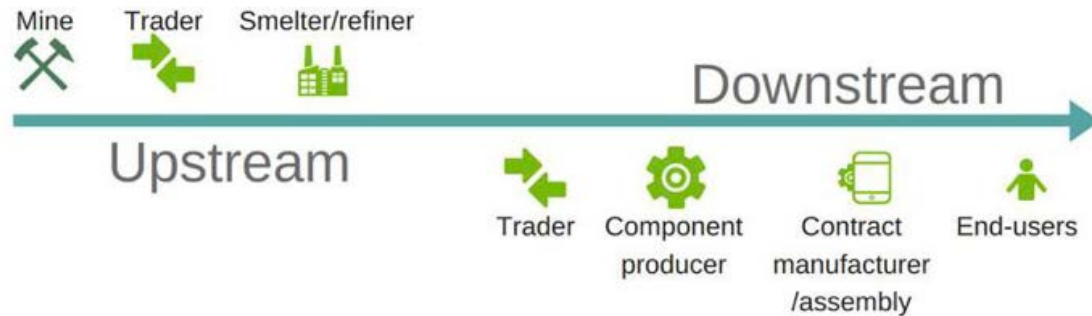 Mine Trader Smelter/refiner
Downstream
Upstream
Trader Component producer Contract manufacturer /assembly End-users